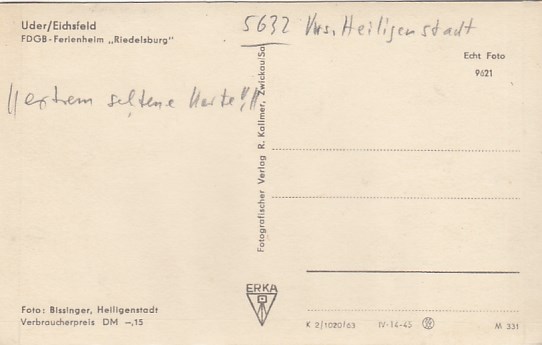 Uder/Eichsfeld
FDGB-Ferienheim „Riedelsburg"
5632 Krs. Heiligenstadt
Echt Foto
9621
!! extrem seltene Karte !!
Fotografischer Verlag R. Kallmer, Zwickau/Sa.
ERKA
Foto: Bissinger, Heiligenstadt
Verbraucherpreis DM –,15
K 2/1020/63 IV-14-45
M 331